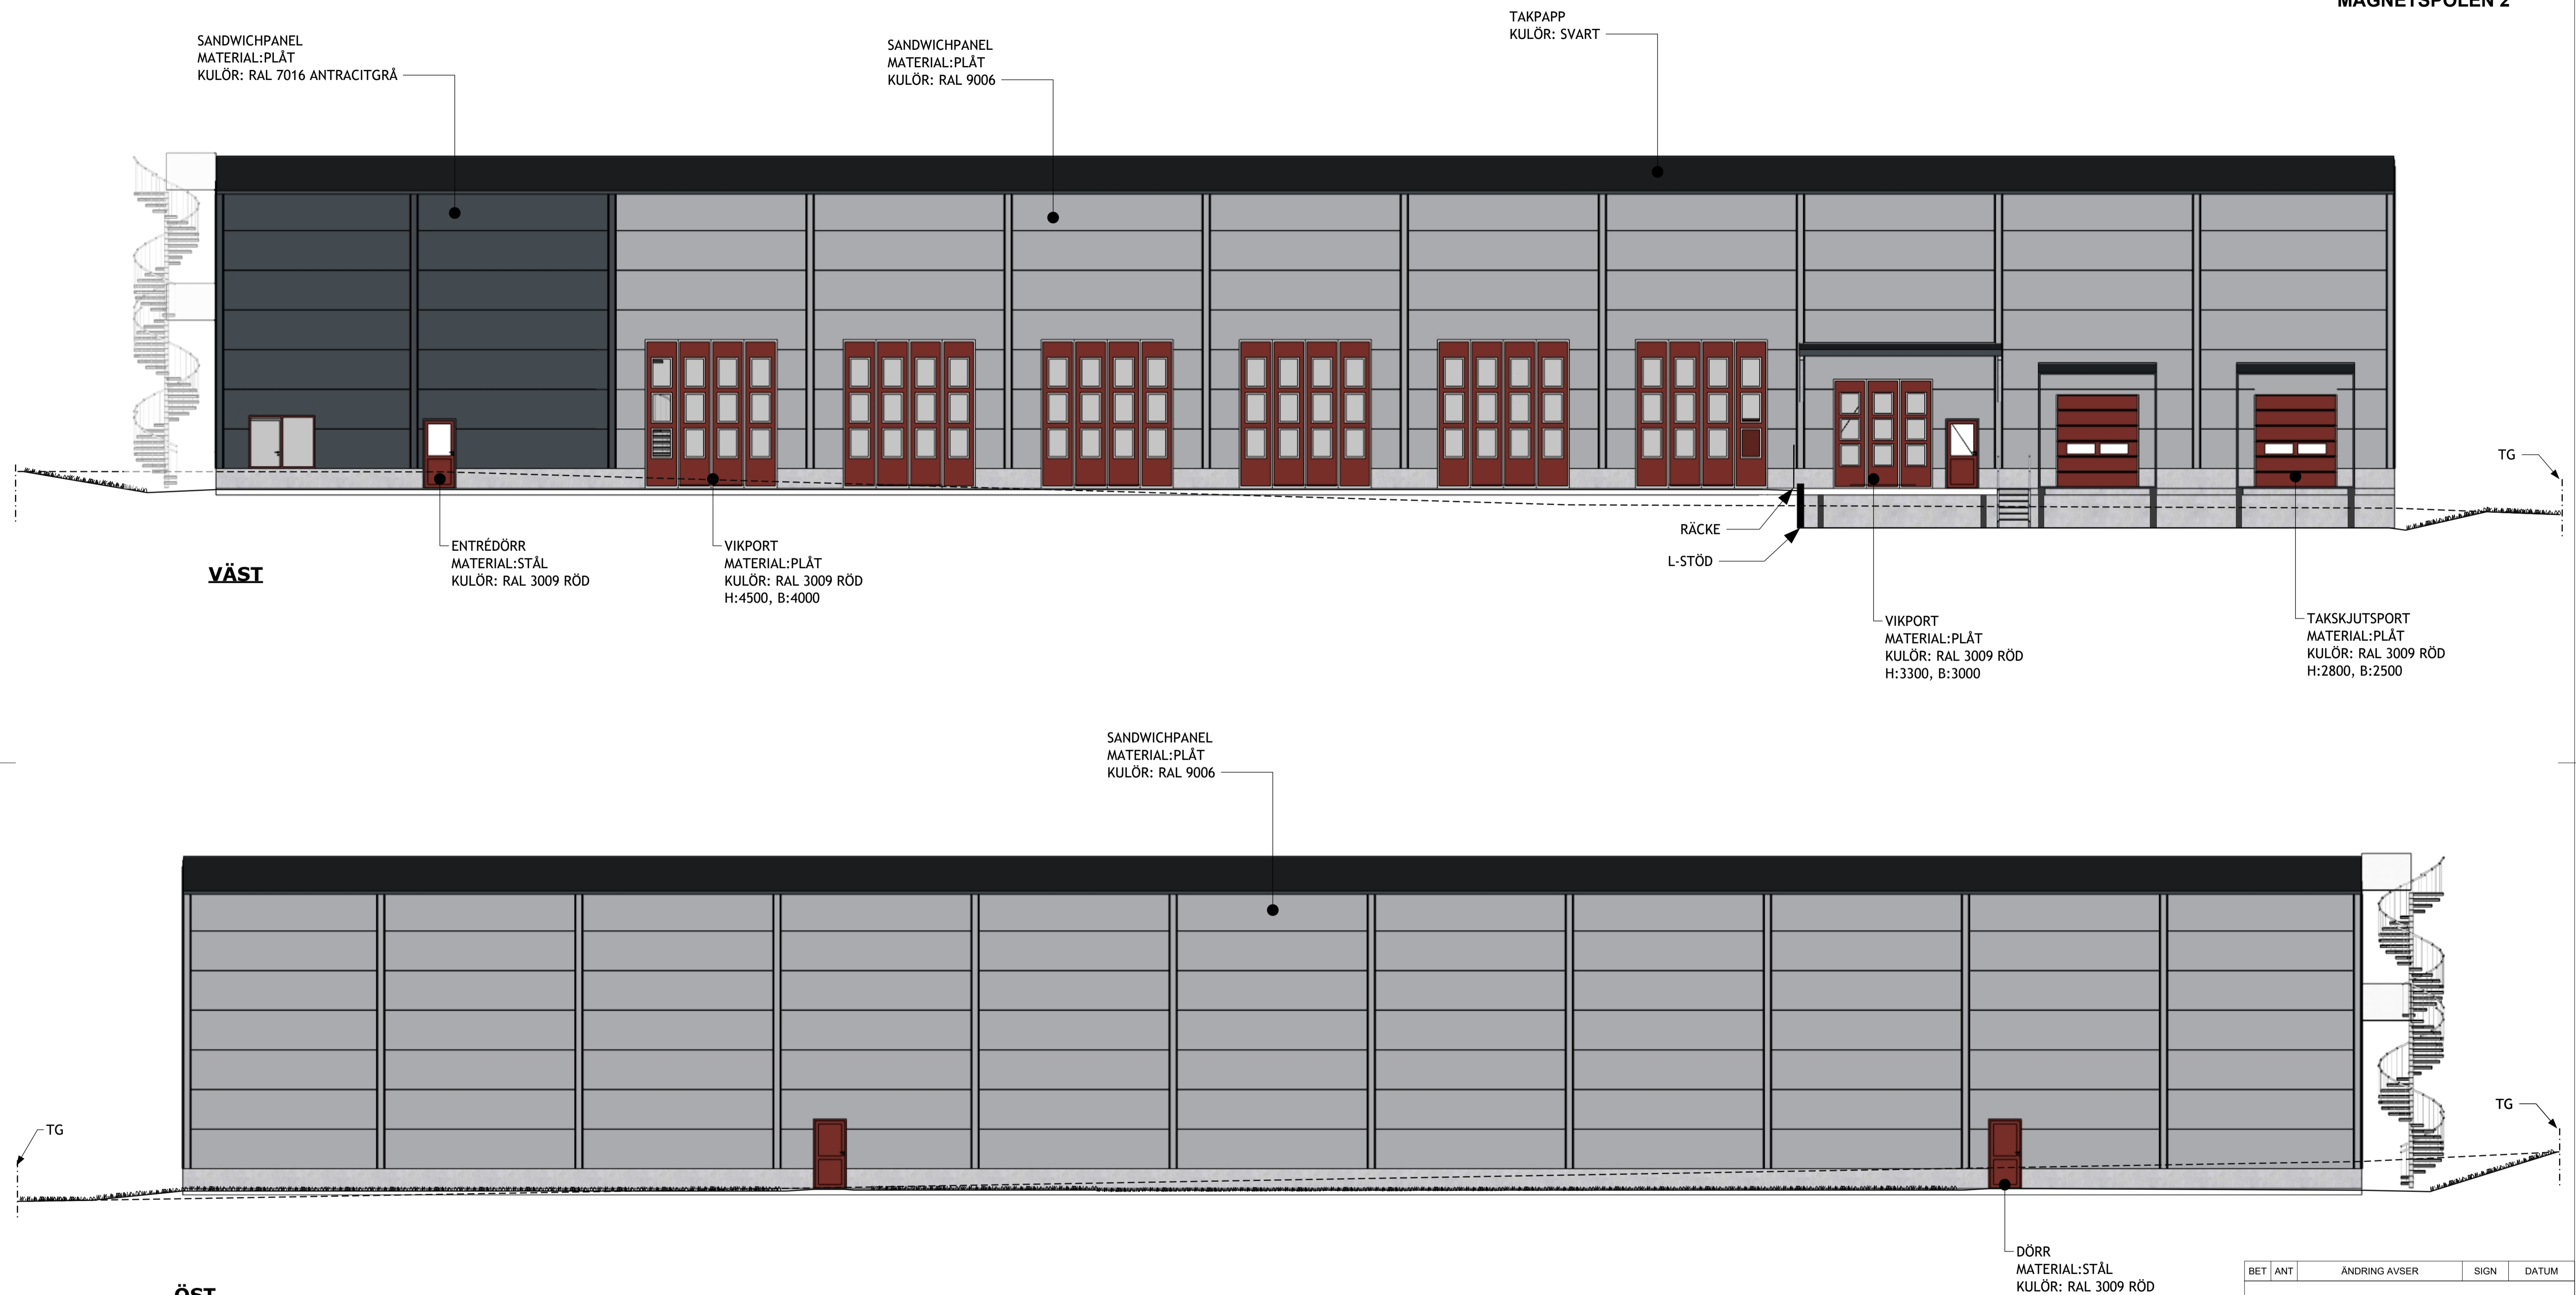 MAGNETSPOLEN 2
TAKPAPP
KULÖR: SVART
SANDWICHPANEL
MATERIAL:PLÅT
KULÖR: RAL 7016 ANTRACITGRÅ
SANDWICHPANEL
MATERIAL:PLÅT
KULÖR: RAL 9006
TG
RÄCKE
L-STÖD
VÄST
ENTRÉDÖRR
MATERIAL:STÅL
KULÖR: RAL 3009 RÖD
VIKPORT
MATERIAL:PLÅT
KULÖR: RAL 3009 RÖD
H:4500, B:4000
VIKPORT
MATERIAL:PLÅT
KULÖR: RAL 3009 RÖD
H:3300, B:3000
TAKSKJUTSPORT
MATERIAL:PLÅT
KULÖR: RAL 3009 RÖD
H:2800, B:2500
SANDWICHPANEL
MATERIAL:PLÅT
KULÖR: RAL 9006
TG
TG
DÖRR
MATERIAL:STÅL
KULÖR: RAL 3009 RÖD
ÖST
BET ANT ÄNDRING AVSER SIGN DATUM